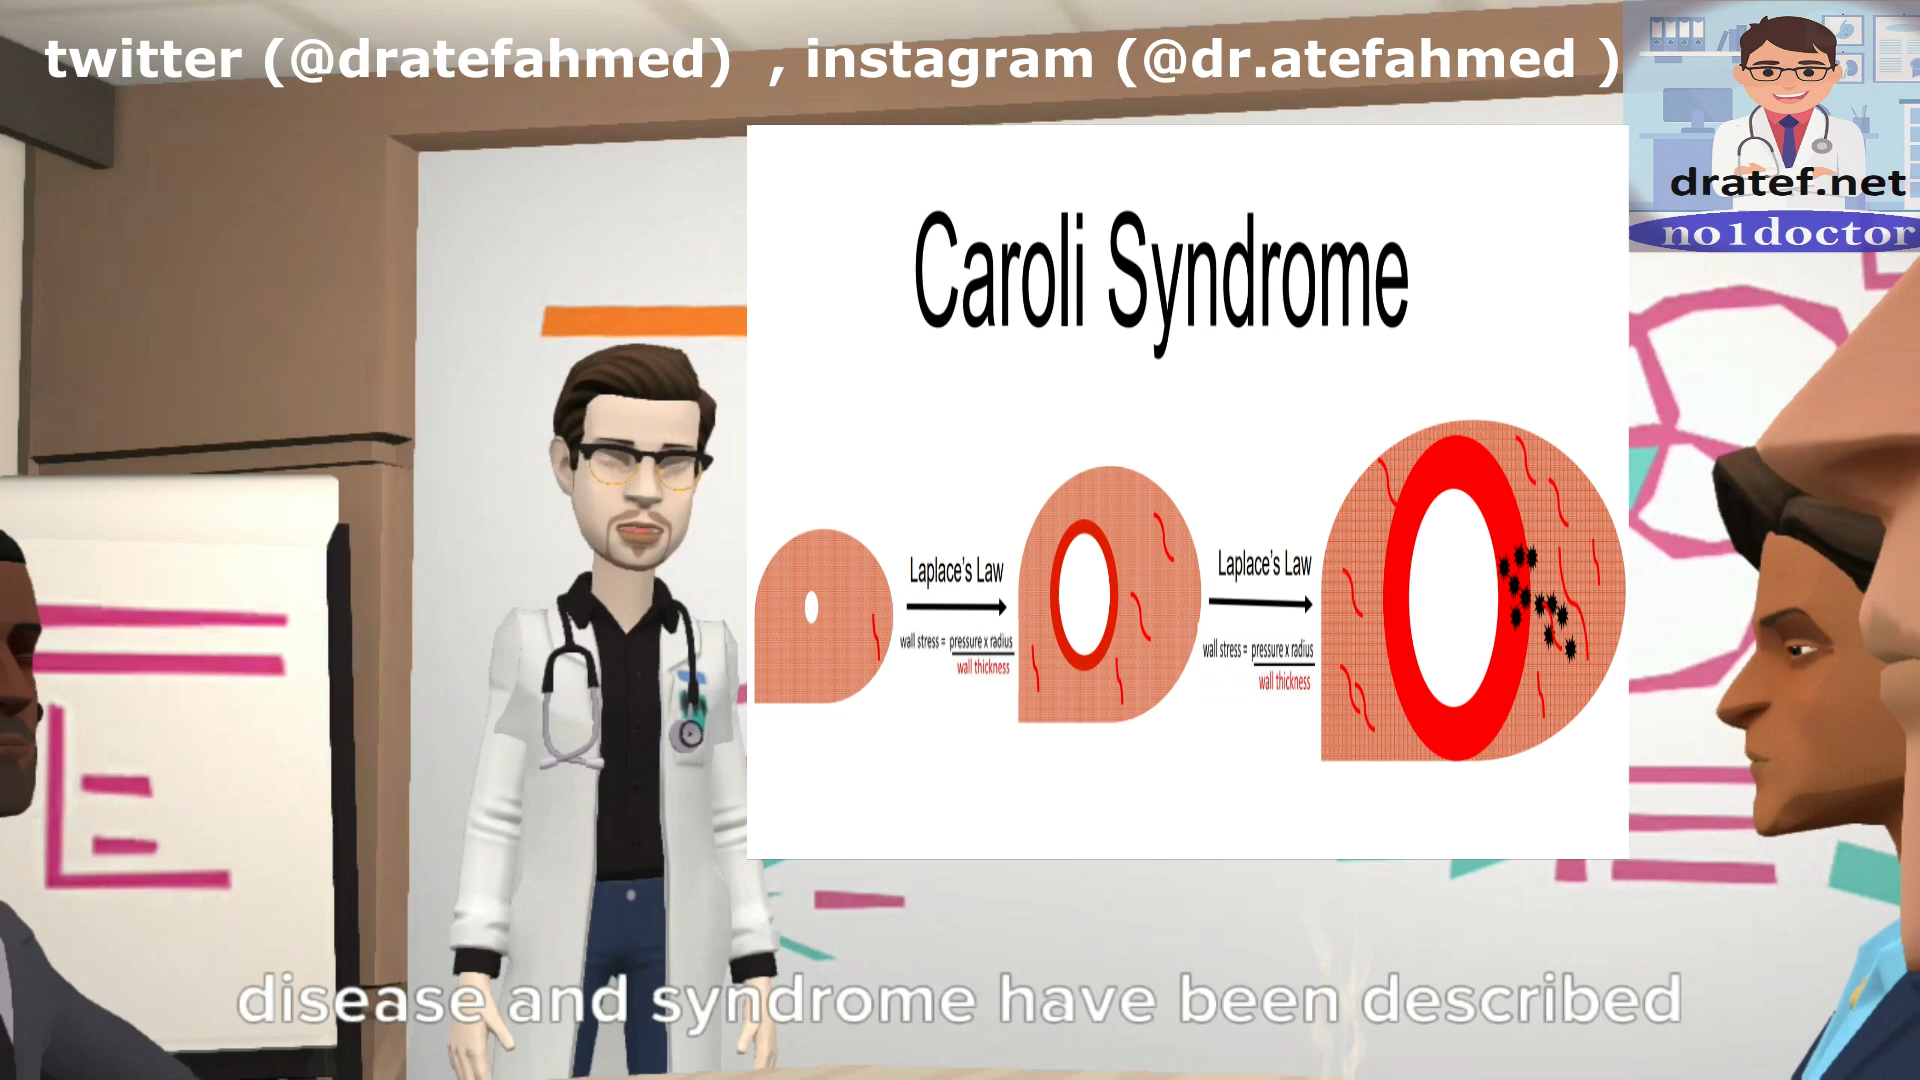 twitter (@dratefahmed)  , instagram (@dr.atefahmed )
dratef.net
no1doctor
Caroli Syndrome
Laplace's Law
wall stress = pressure x radius
wall thickness
Laplace's Law
wall stress = pressure x radius
wall thickness
disease and syndrome have been described